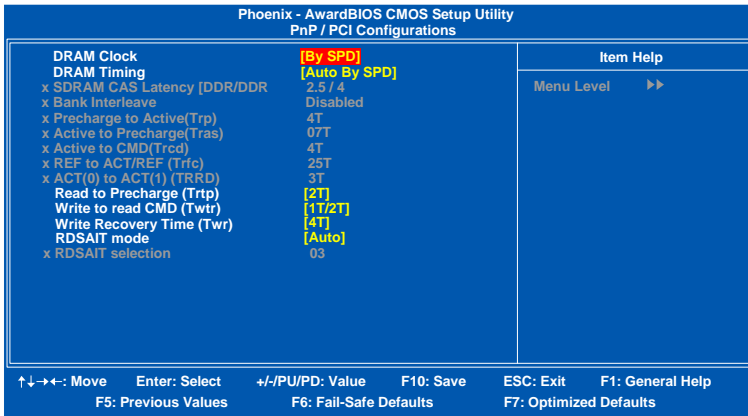 Phoenix - AwardBIOS CMOS Setup Utility
PnP / PCI Configurations
DRAM Clock [By SPD]
DRAM Timing [Auto By SPD]
x SDRAM CAS Latency [DDR/DDR 2.5 / 4
x Bank Interleave Disabled
x Precharge to Active(Trp) 4T
x Active to Precharge(Tras) 07T
x Active to CMD(Trcd) 4T
x REF to ACT/REF (Trfc) 25T
x ACT(0) to ACT(1) (TRRD) 3T
Read to Precharge (Trtp) [2T]
Write to read CMD (Twtr) [1T/2T]
Write Recovery Time (Twr) [4T]
RDSAIT mode [Auto]
x RDSAIT selection 03
Item Help
Menu Level ▶▶
↑↓→←: Move Enter: Select +/-/PU/PD: Value F10: Save ESC: Exit F1: General Help
F5: Previous Values F6: Fail-Safe Defaults F7: Optimized Defaults